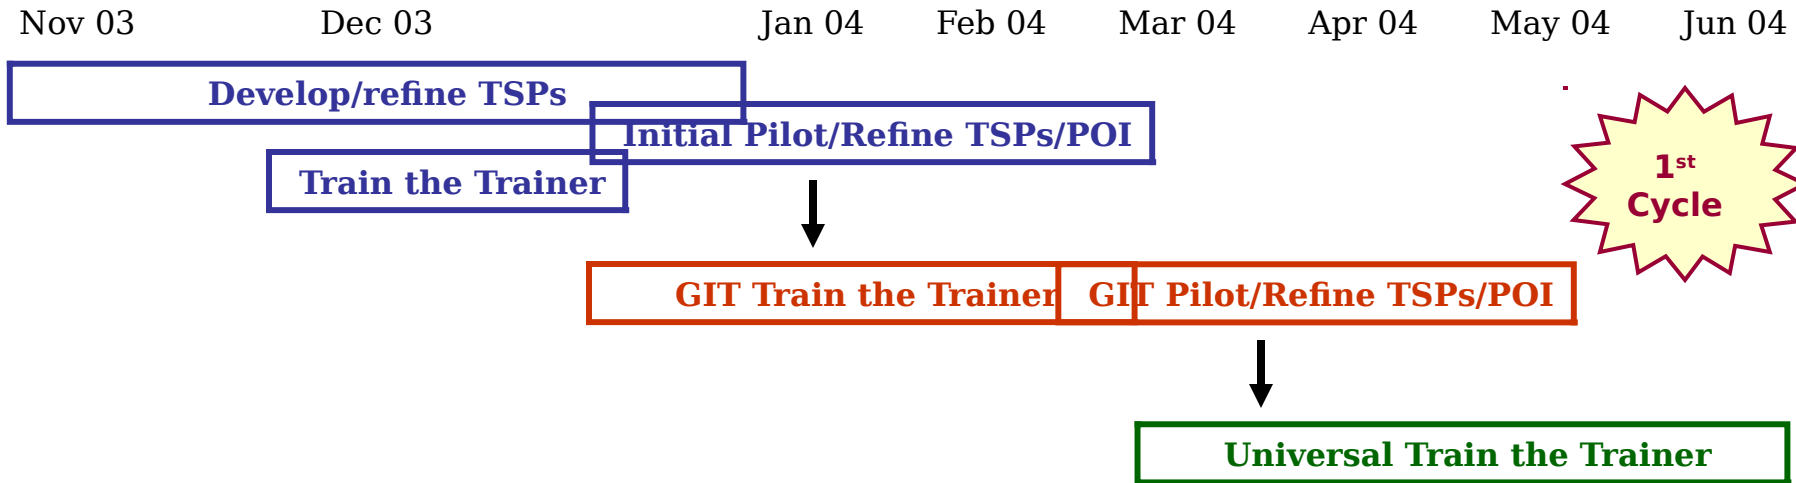 Nov 03 Dec 03 Jan 04 Feb 04 Mar 04 Apr 04 May 04 Jun 04
Develop/refine TSPs
Initial Pilot/Refine TSPs/POI
Train the Trainer
1st
Cycle
GIT Train the Trainer GIT Pilot/Refine TSPs/POI
Universal Train the Trainer